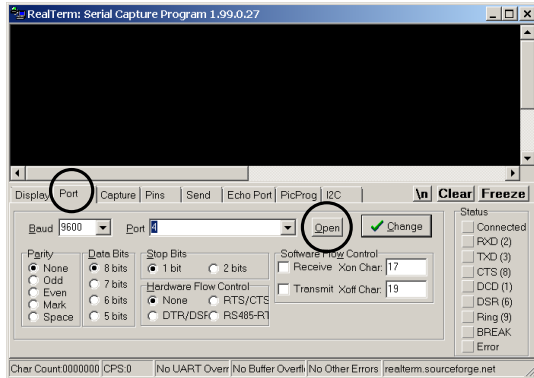 RealTerm: Serial Capture Program 1.99.0.27
Display Port Capture Pins Send Echo Port PicProg I2C \n Clear Freeze
Baud 9600 Port 4 Open Change
Status
Connected
RXD (2)
TXD (3)
CTS (8)
DCD (1)
DSR (6)
Ring (9)
BREAK
Error
Parity
None
Odd
Even
Mark
Space
Data Bits
8 bits
7 bits
6 bits
5 bits
Stop Bits
1 bit 2 bits
Hardware Flow Control
None RTS/CTS
DTR/DSR RS485-RT
Software Flow Control
Receive Xon Char: 17
Transmit Xoff Char: 19
Char Count:0000000 CPS:0 No UART Overr No Buffer Overfl No Other Errors realterm.sourceforge.net